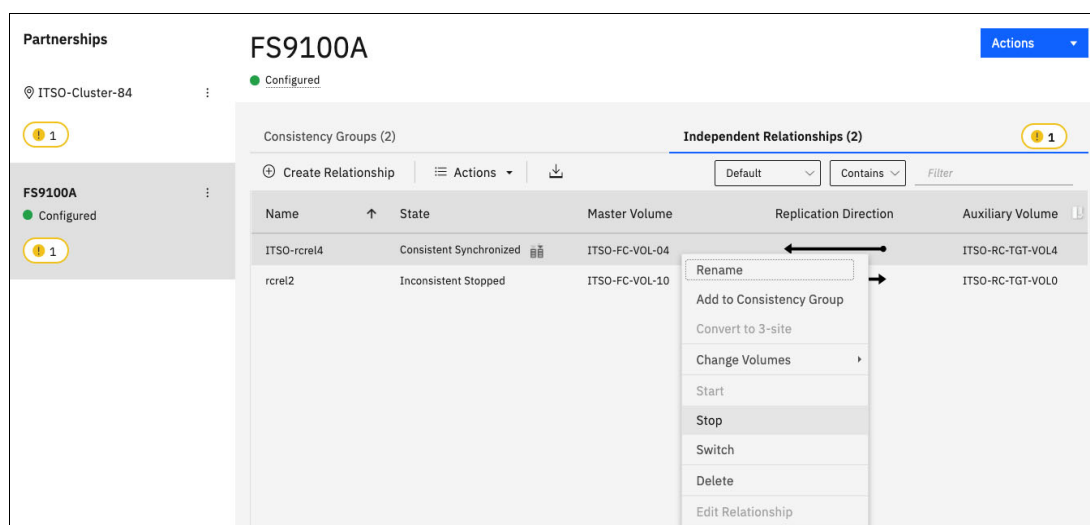 Partnerships
ITSO-Cluster-84
1
FS9100A
Configured
1
FS9100A
Configured
Actions
Consistency Groups (2)
Independent Relationships (2)
1
Create Relationship
Actions
Default
Contains
Filter
Name State Master Volume Replication Direction Auxiliary Volume
ITSO-rcrel4 Consistent Synchronized ITSO-FC-VOL-04 ITSO-RC-TGT-VOL4
rcrel2 Inconsistent Stopped ITSO-FC-VOL-10 ITSO-RC-TGT-VOL0
Rename
Add to Consistency Group
Convert to 3-site
Change Volumes
Start
Stop
Switch
Delete
Edit Relationship